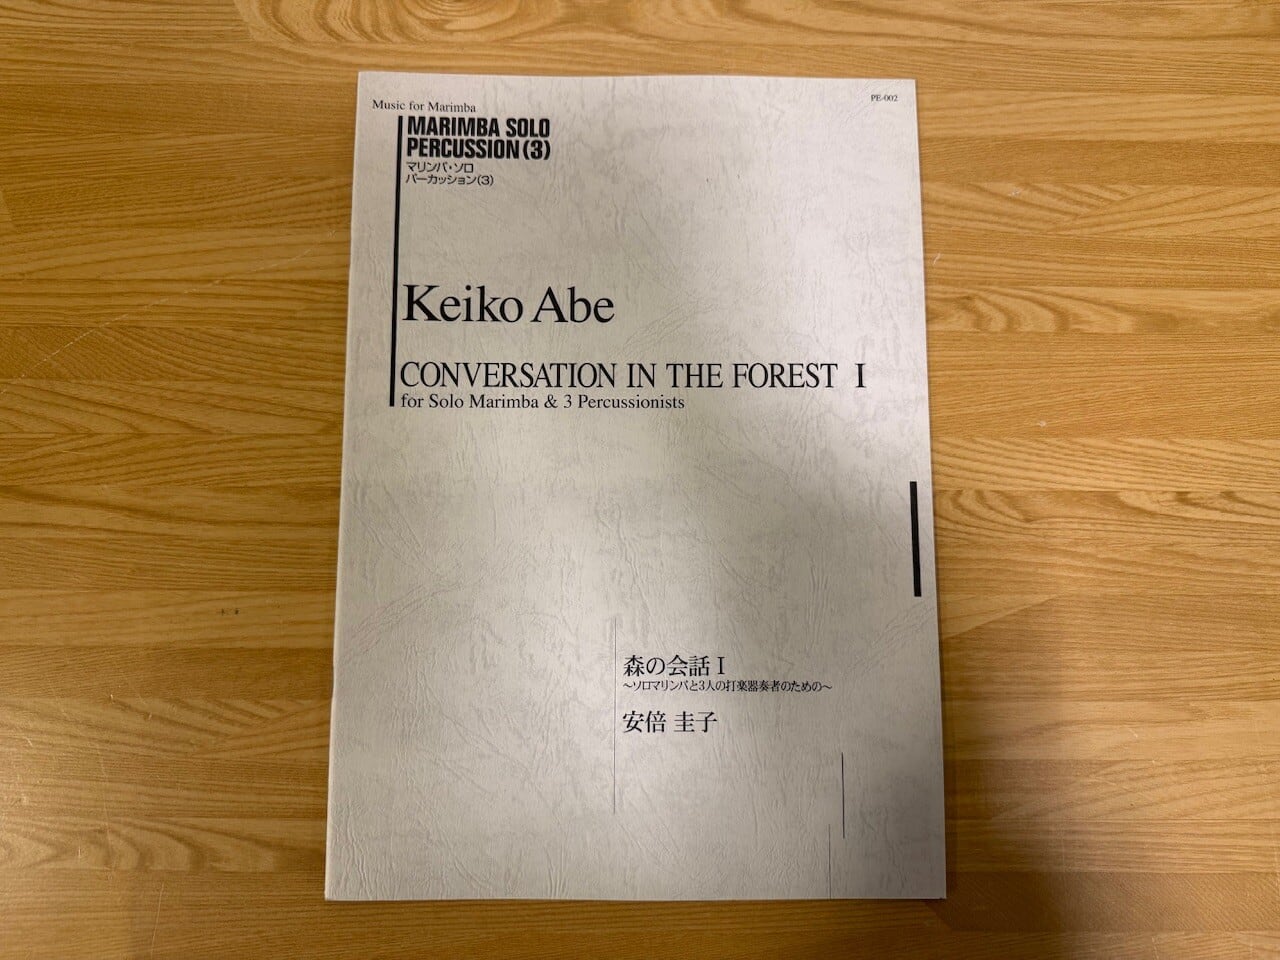 Music for Marimba
PE-002
MARIMBA SOLO
PERCUSSION(3)
マリンバ・ソロ
パーカッション(3)
Keiko Abe
CONVERSATION IN THE FOREST I
for Solo Marimba & 3 Percussionists
森の会話 I
～ソロマリンバと3人の打楽器奏者のための～
安倍 圭子